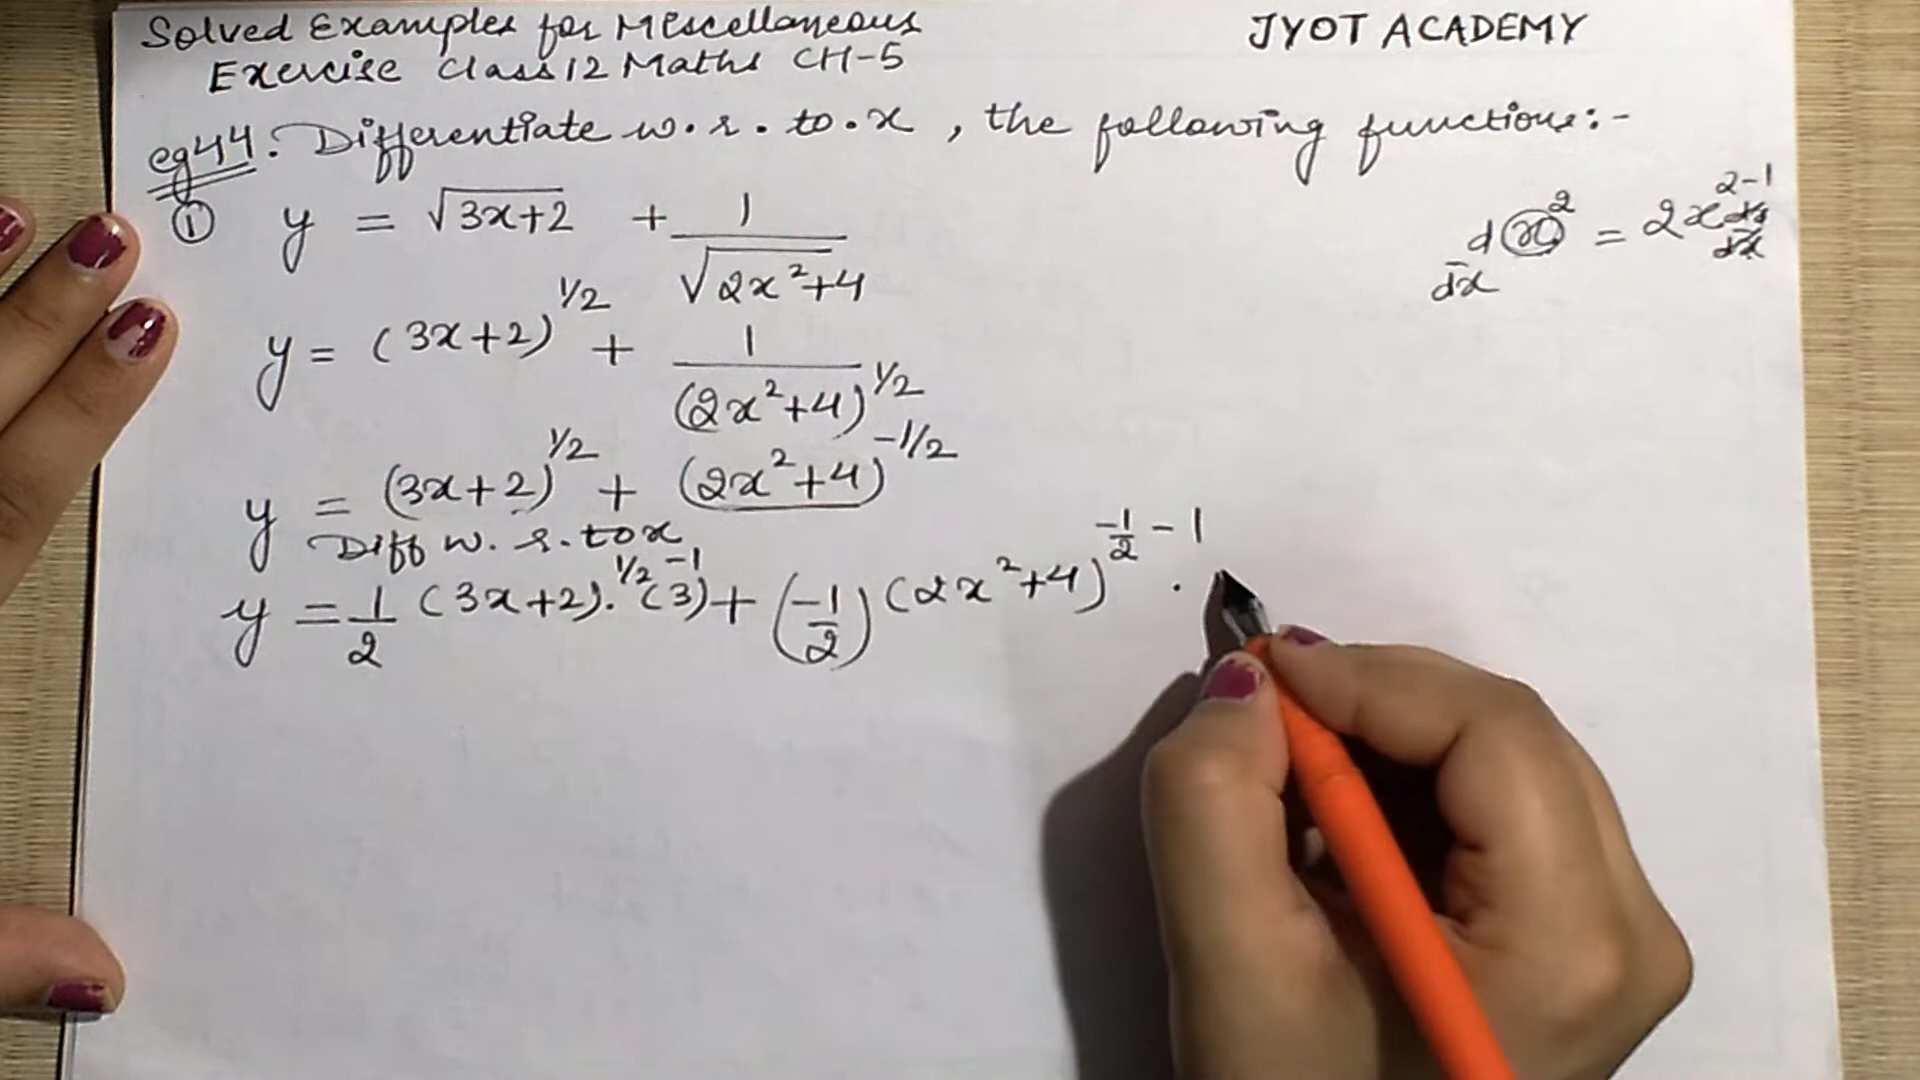 Solved Examples for Miscellaneous JYOT ACADEMY
Exercise Class 12 Maths CH-5
eg 44: Differentiate w.r.to.x, the following functions:-
① y = √3x+2 + 1/√2x²+4
d/dx (x)² = 2x²⁻¹ dx/dx
y = (3x+2)^1/2 + 1/(2x²+4)^1/2
y = (3x+2)^1/2 + (2x²+4)^-1/2
Diff w.r.to x
y = 1/2 (3x+2)^1/2-1 . (3) + (-1/2) (2x²+4)^-1/2 - 1 .